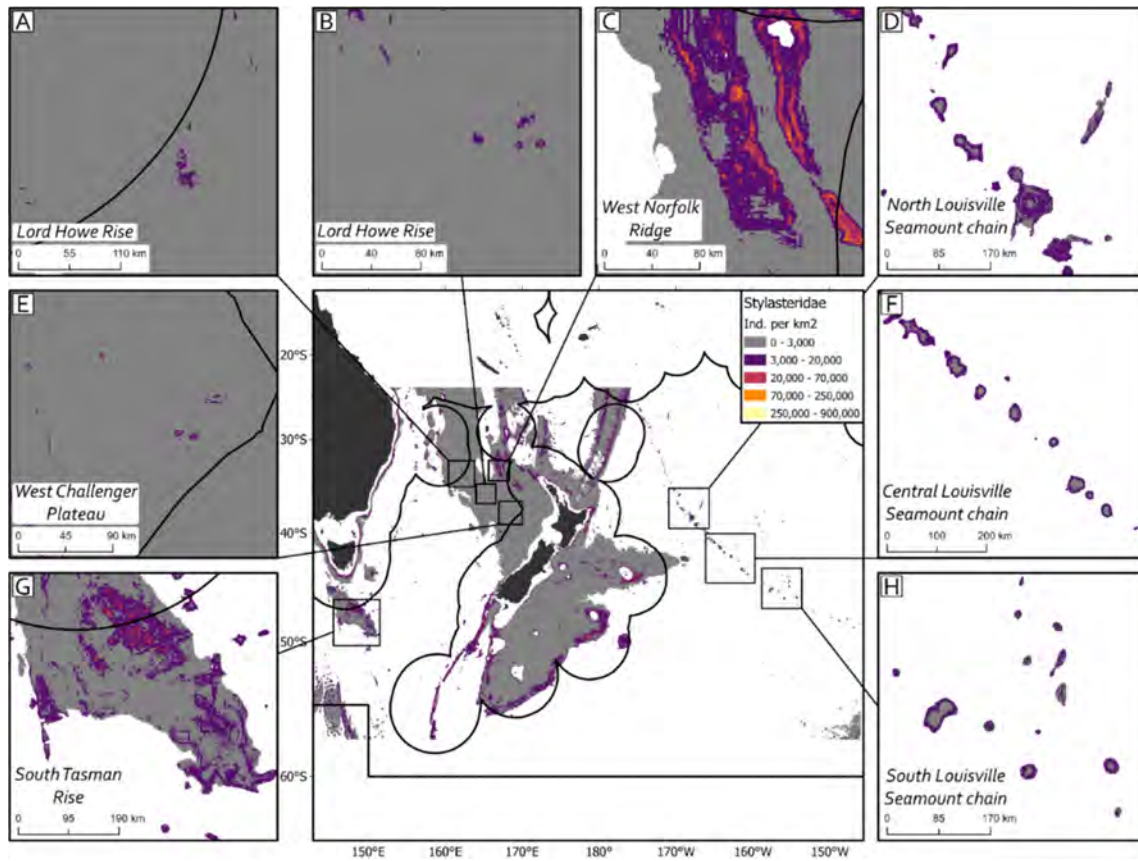 A
Lord Howe Rise
0 55 110 km
B
Lord Howe Rise
0 40 80 km
C
West Norfolk
Ridge
0 40 80 km
D
North Louisville
Seamount chain
0 85 170 km
E
West Challenger
Plateau
0 45 90 km
Stylasteridae
Ind. per km2
0 - 3,000
3,000 - 20,000
20,000 - 70,000
70,000 - 250,000
250,000 - 900,000
20°S
30°S
40°S
50°S
60°S
150°E 160°E 170°E 180° 170°W 160°W 150°W
F
Central Louisville
Seamount chain
0 100 200 km
G
South Tasman
Rise
0 95 190 km
H
South Louisville
Seamount chain
0 85 170 km